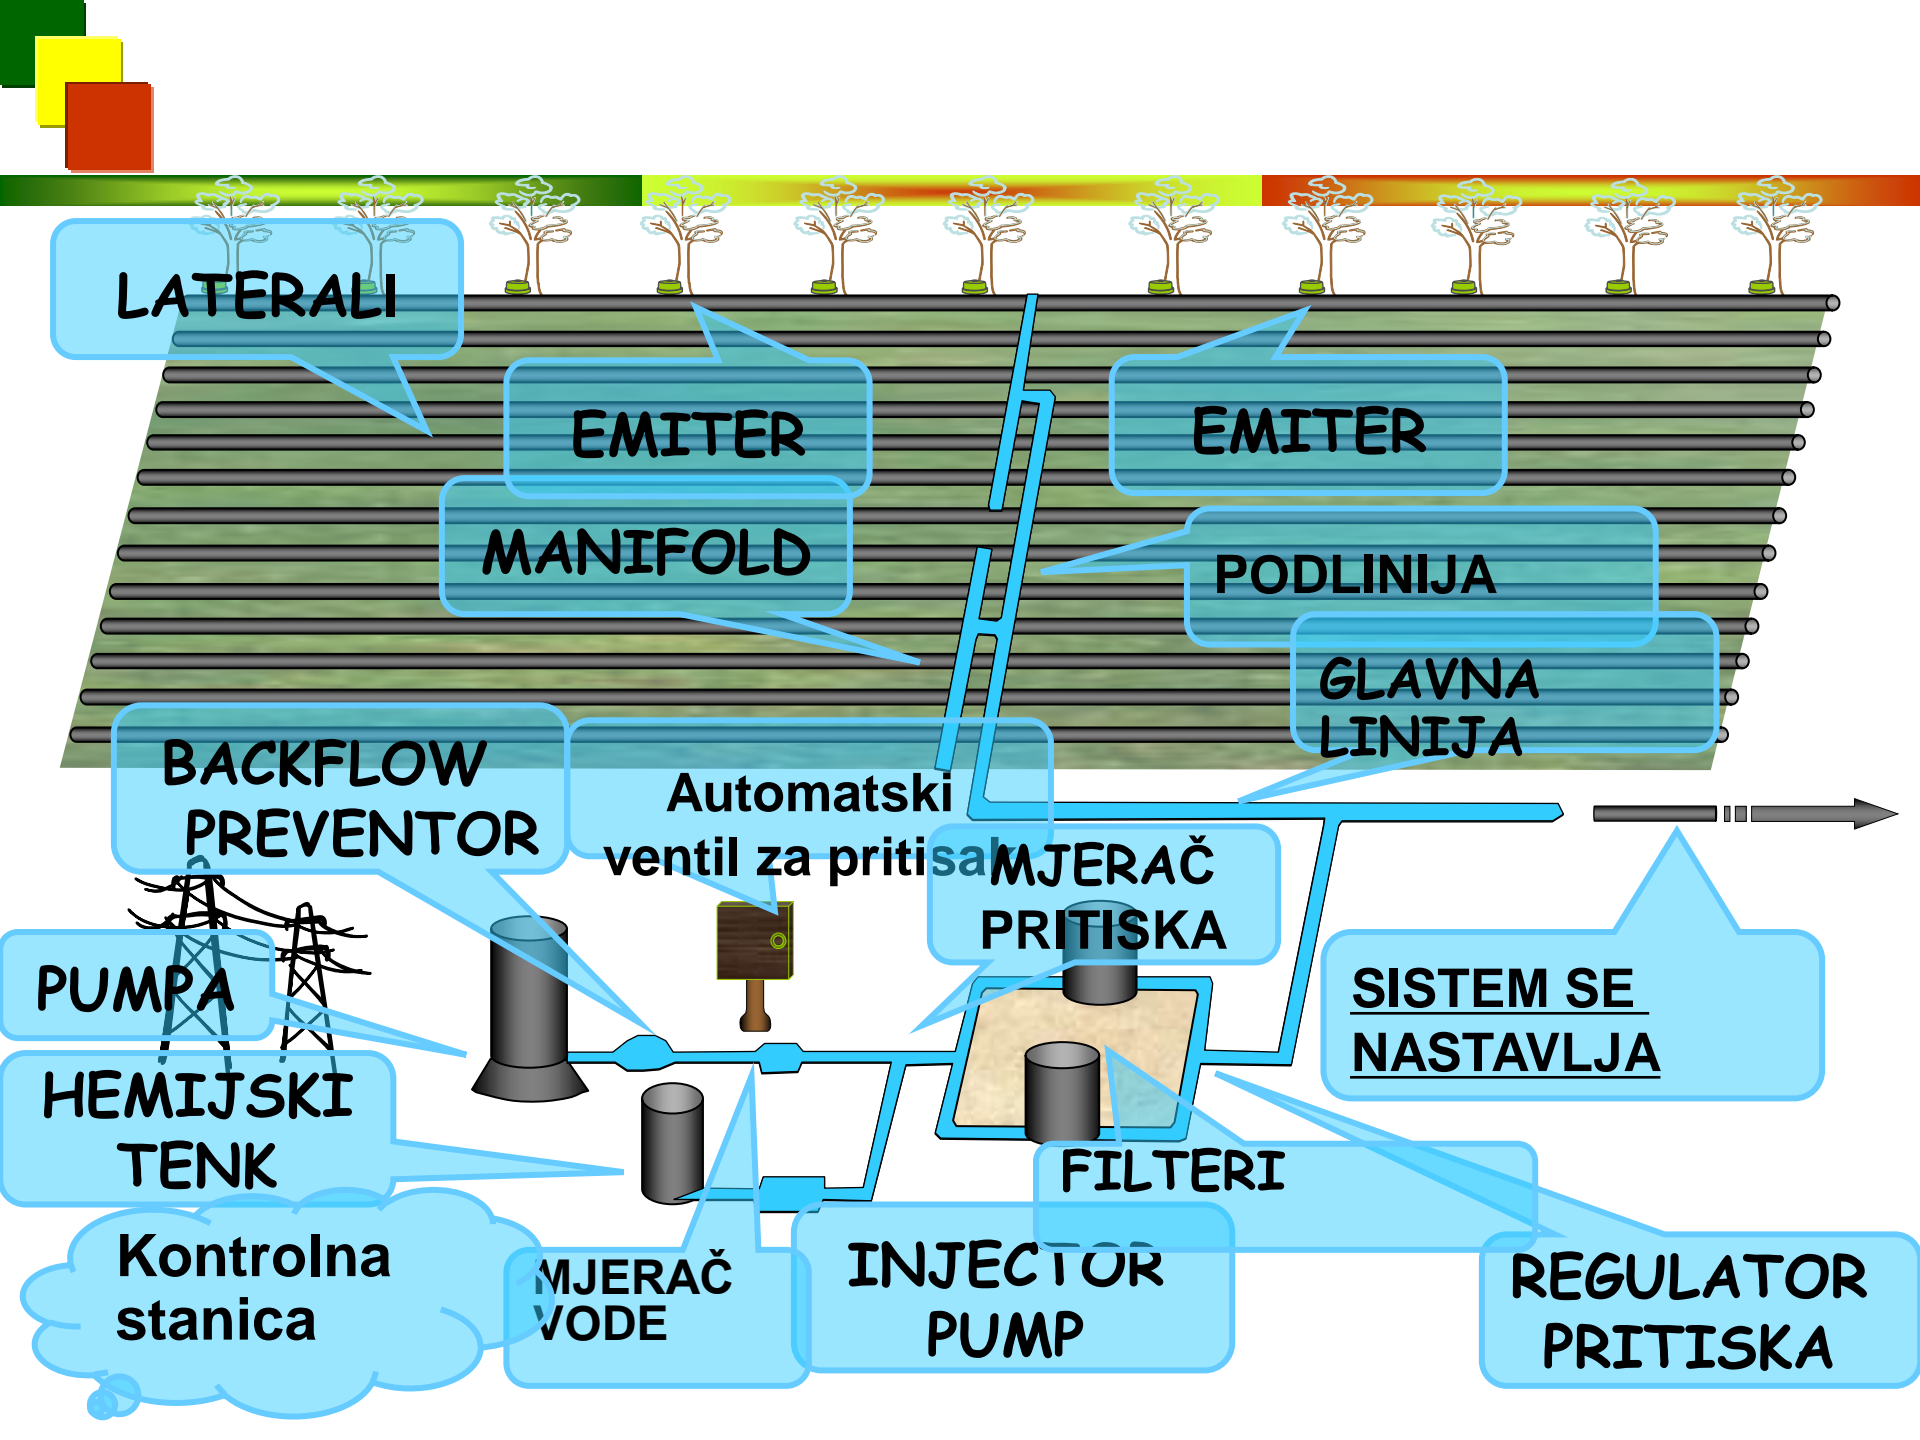 LATERALI
EMITER
EMITER
MANIFOLD
PODLINIJA
GLAVNA
LINIJA
BACKFLOW
PREVENTOR
Automatski
ventil za pritisak
MJERAČ
PRITISKA
PUMPA
SISTEM SE
NASTAVLJA
HEMIJSKI
TENK
FILTERI
Kontrolna
stanica
MJERAČ
VODE
INJECTOR
PUMP
REGULATOR
PRITISKA